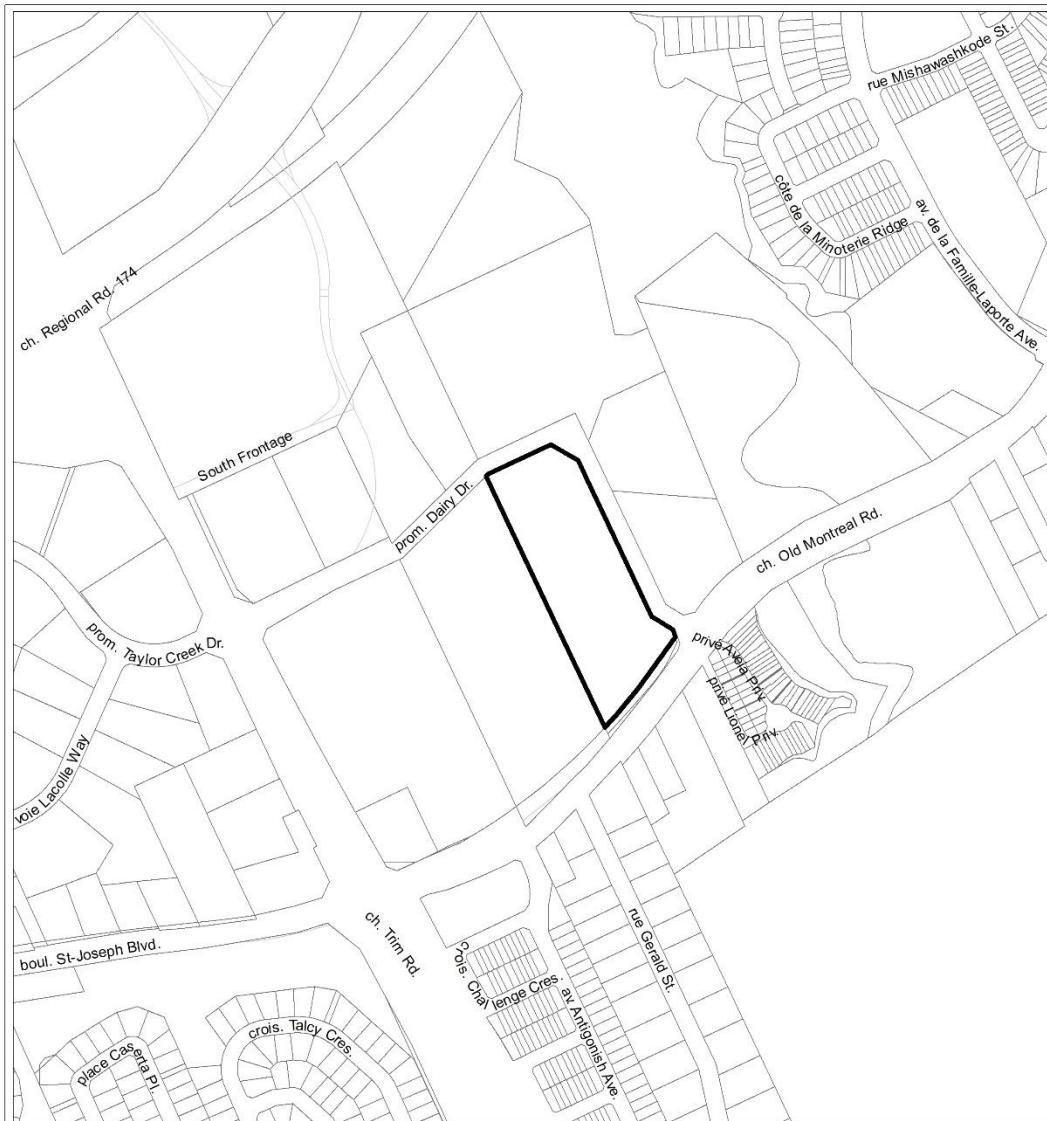 rue Mishawashkode St.
côte de la Minoterie Ridge
av. de la Famille-Laporte Ave.
ch. Regional Rd. 174
South Frontage
prom. Dairy Dr.
ch. Old Montreal Rd.
prom. Taylor Creek Dr.
privé Aveia Priv.
privé Lionel Priv.
voie Lacolle Way
ch. Trim Rd.
rue Gerald St.
boul. St-Joseph Blvd.
crois. Challenge Cres.
av. Antigonish Ave.
crois. Talcy Cres.
place Caserta Pl.